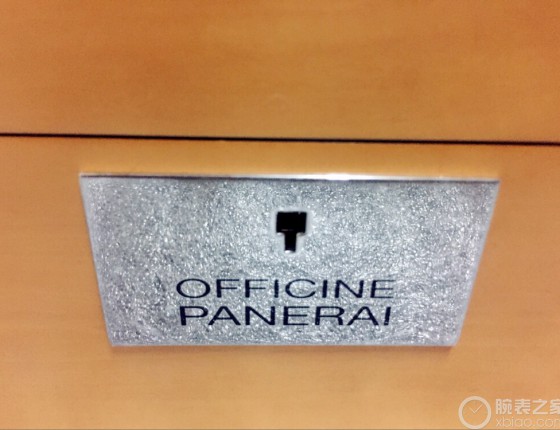 OFFICINE
PANERAI
腕表之家
xbiao.com